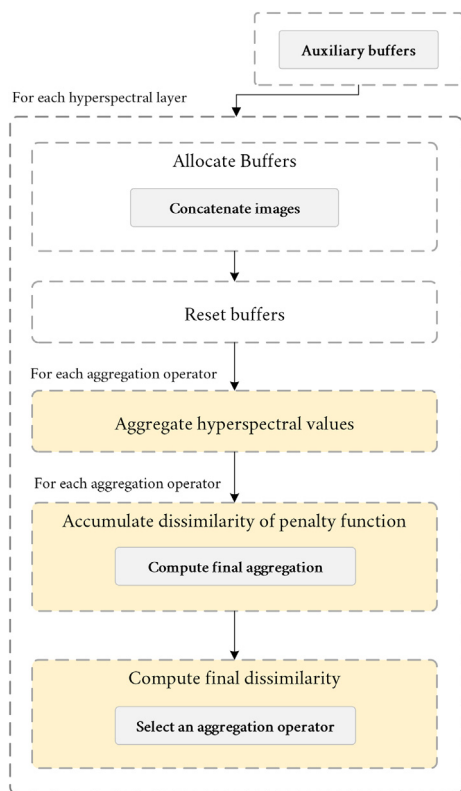 Auxiliary buffers
For each hyperspectral layer
Allocate Buffers
Concatenate images
Reset buffers
For each aggregation operator
Aggregate hyperspectral values
For each aggregation operator
Accumulate dissimilarity of penalty function
Compute final aggregation
Compute final dissimilarity
Select an aggregation operator